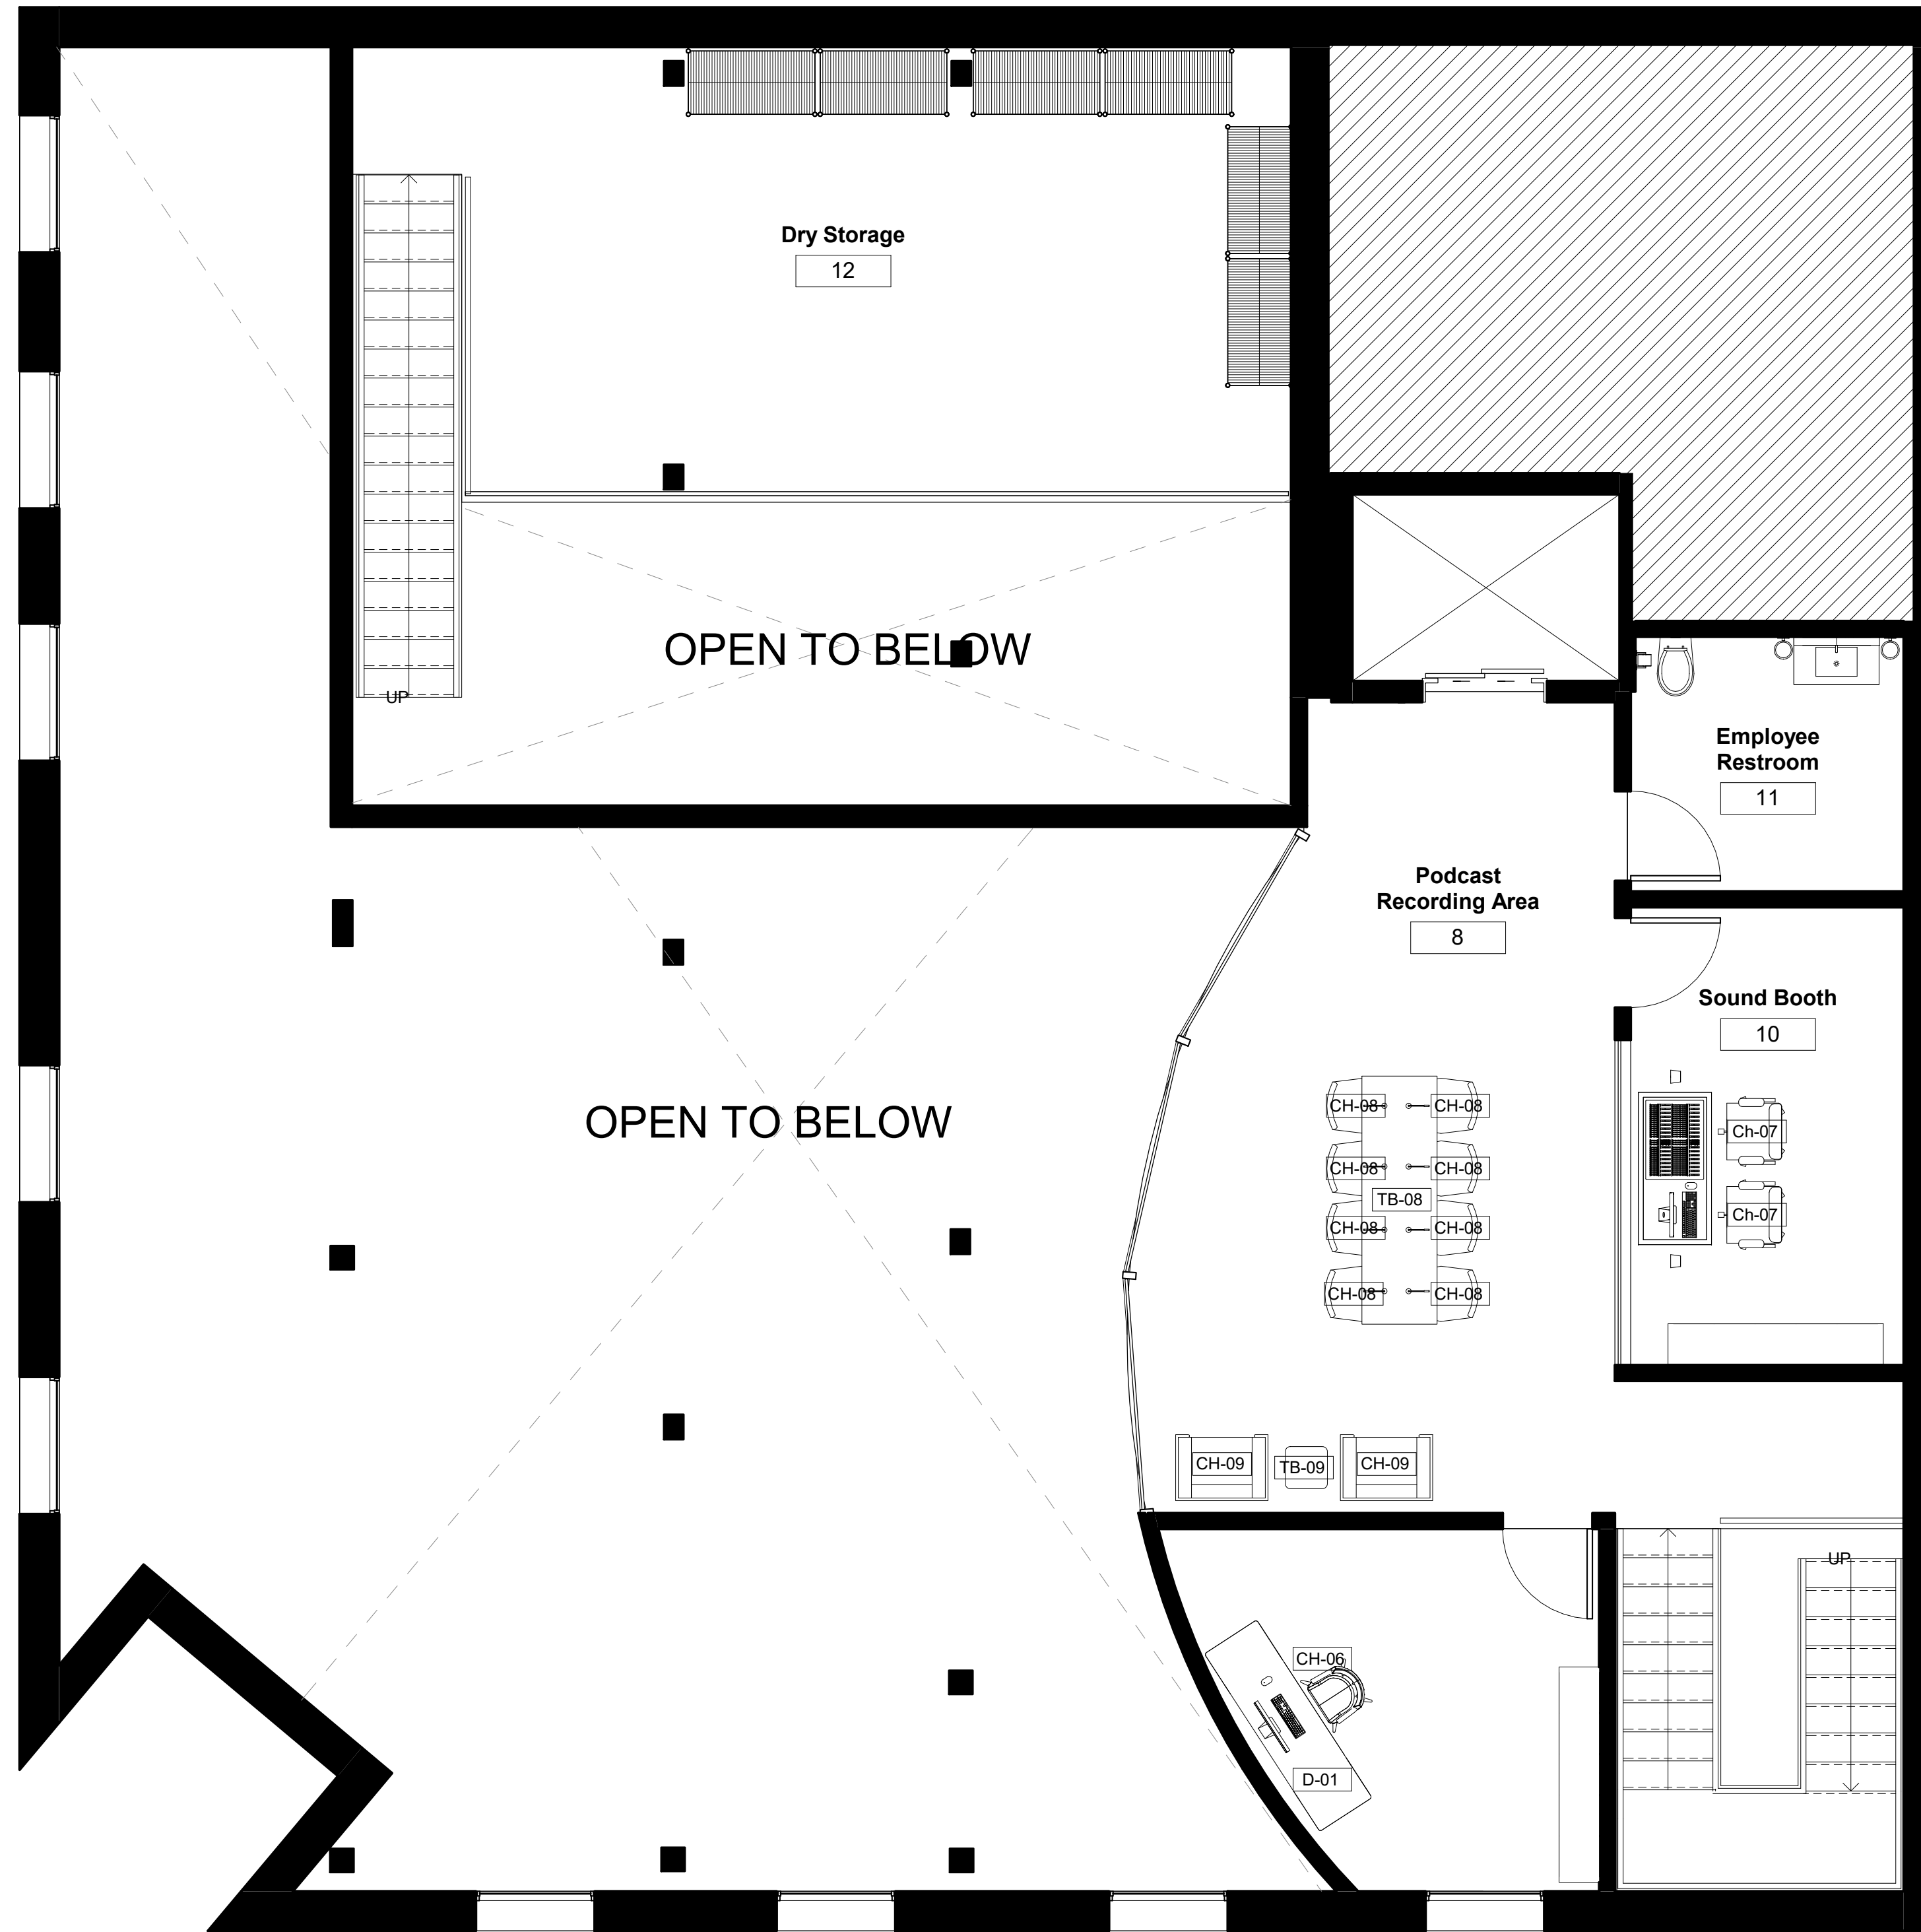 Dry Storage
12
OPEN TO BELOW
UP
Employee
Restroom
11
Podcast
Recording Area
8
Sound Booth
10
OPEN TO BELOW
CH-08
CH-08
Ch-07
CH-08
CH-08
TB-08
Ch-07
CH-08
CH-08
CH-08
CH-08
CH-09
TB-09
CH-09
UP
CH-06
D-01